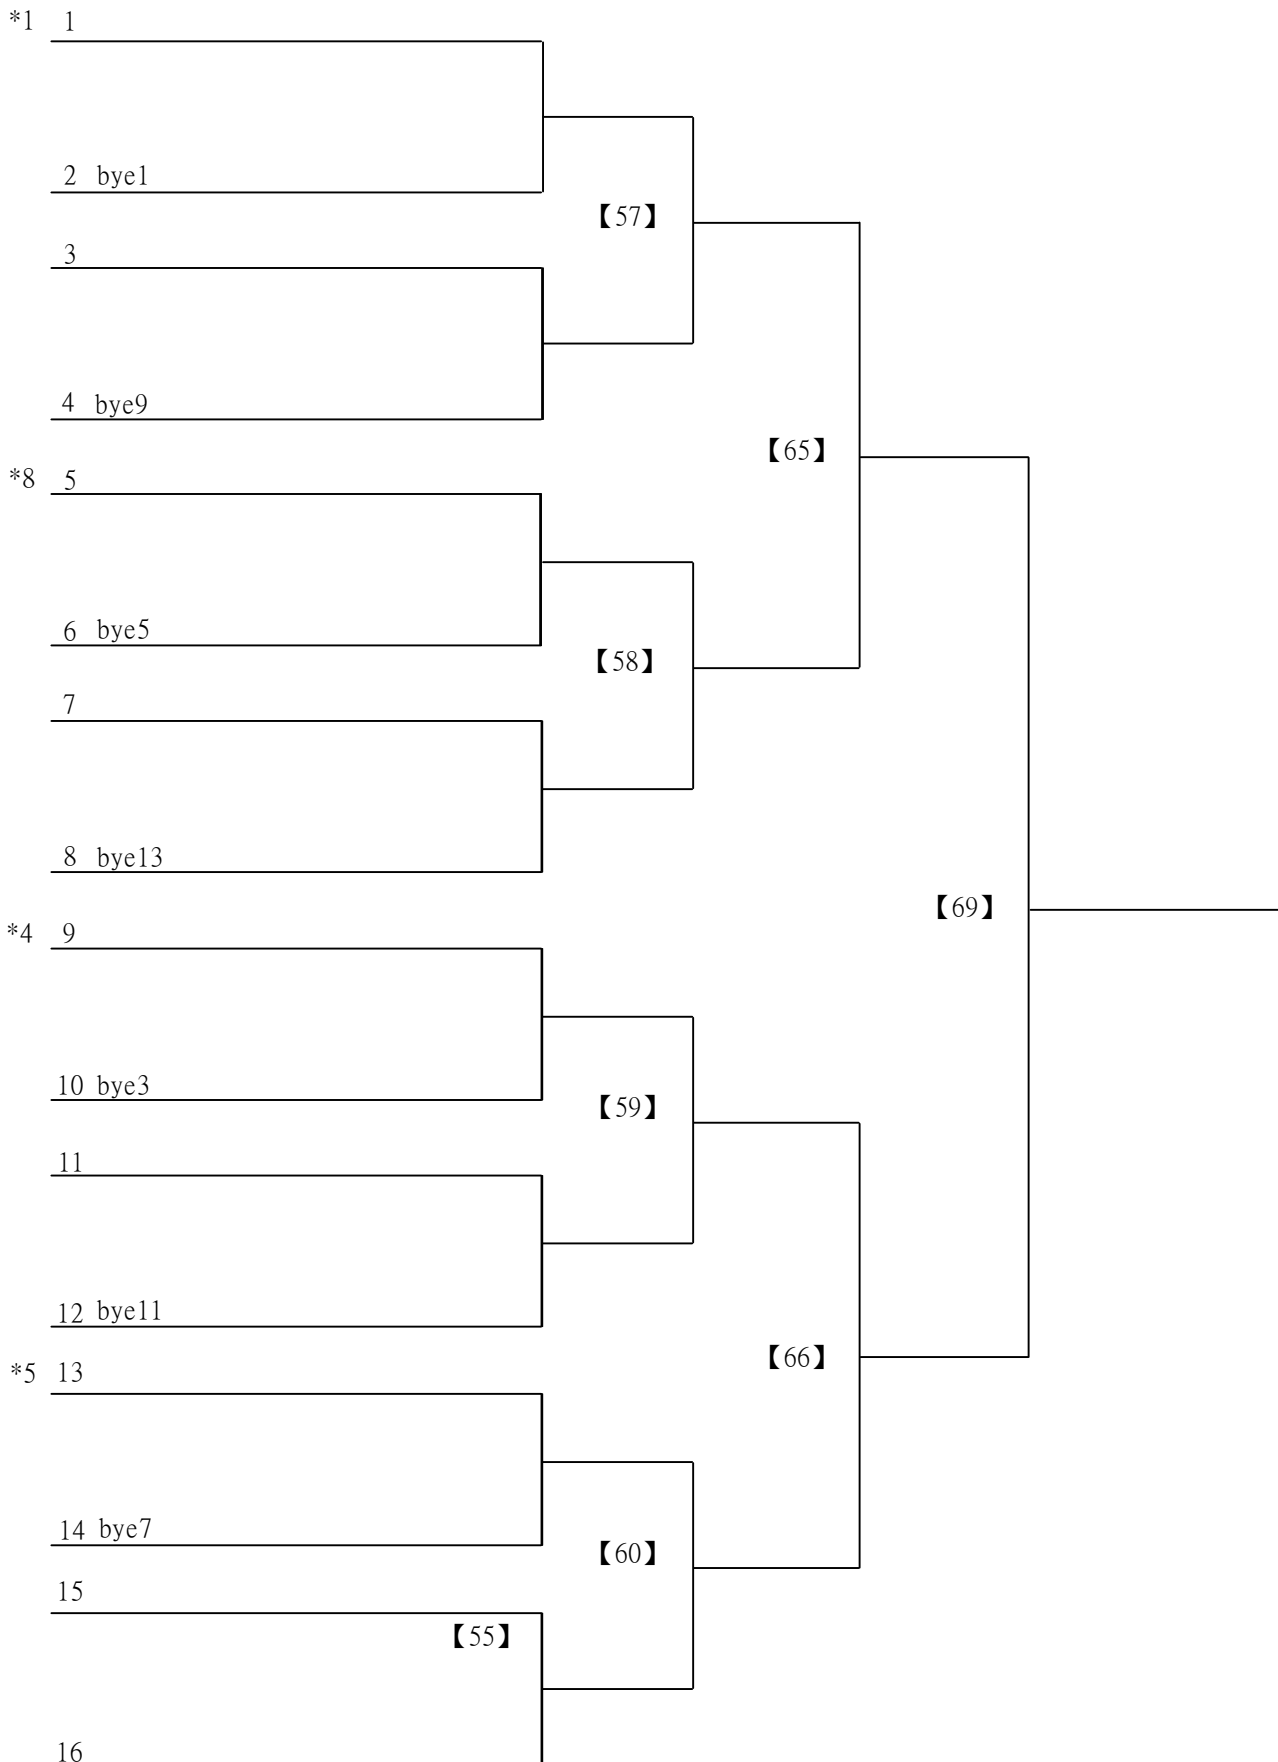 *1 1
2 bye1
【57】
3
4 bye9
【65】
*8 5
6 bye5
【58】
7
8 bye13
【69】
*4 9
10 bye3
【59】
11
12 bye11
【66】
*5 13
14 bye7
【60】
15
【55】
16